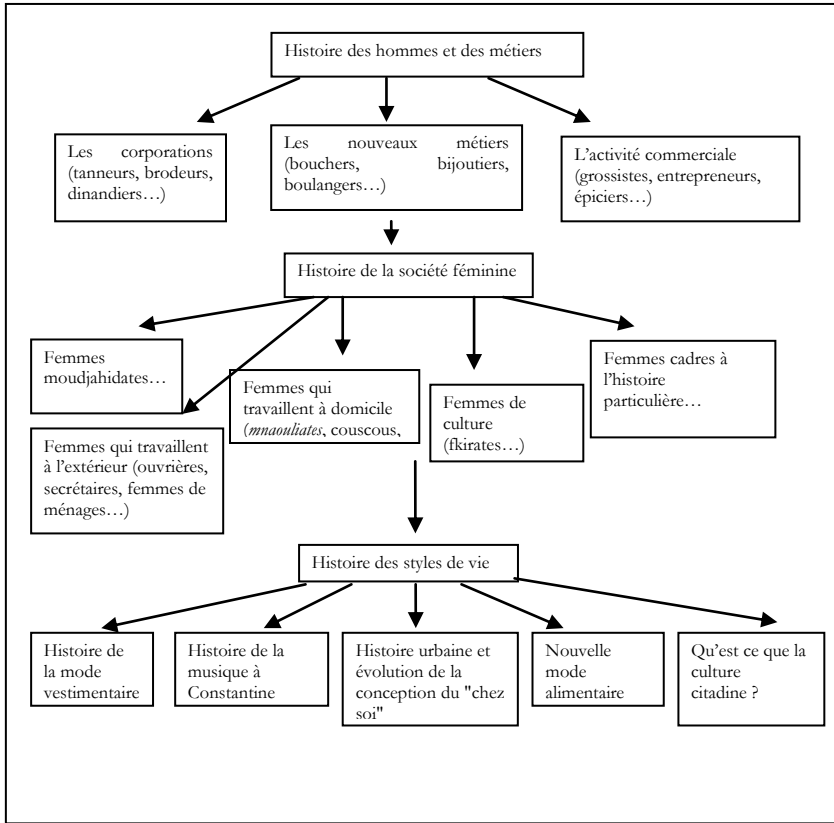 Histoire des hommes et des métiers
Les corporations
(tanneurs, brodeurs,
dinandiers…)
Les nouveaux métiers
(bouchers, bijoutiers,
boulangers…)
L’activité commerciale
(grossistes, entrepreneurs,
épiciers…)
Histoire de la société féminine
Femmes
moudjahidates…
Femmes qui travaillent
à l’extérieur (ouvrières,
secrétaires, femmes de
ménages…)
Femmes qui
travaillent à domicile
(mnaouliates, couscous,
Femmes de
culture
(fkirates…)
Femmes cadres à
l’histoire
particulière…
Histoire des styles de vie
Histoire de
la mode
vestimentaire
Histoire de la
musique à
Constantine
Histoire urbaine et
évolution de la
conception du "chez
soi"
Nouvelle
mode
alimentaire
Qu’est ce que la
culture
citadine ?